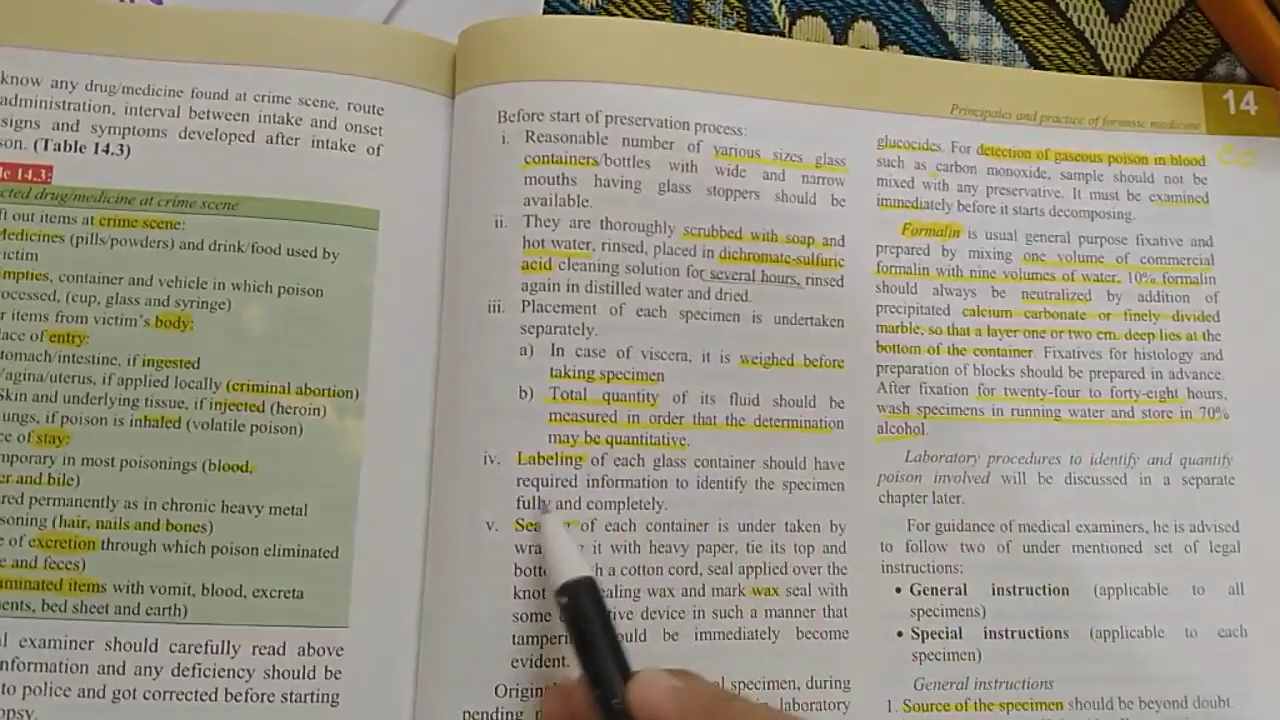 know any drug/medicine found at crime scene, route
administration, interval between intake and onset
signs and symptoms developed after intake of
son. (Table 14.3)
le 14.3:
cted drug/medicine at crime scene
ft out items at crime scene:
Medicines (pills/powders) and drink/food used by
ictim
mpties, container and vehicle in which poison
ocessed, (cup, glass and syringe)
r items from victim's body:
lace of entry:
tomach/intestine, if ingested
Vagina/uterus, if applied locally (criminal abortion)
Skin and underlying tissue, if injected (heroin)
ungs, if poison is inhaled (volatile poison)
ce of stay:
mporary in most poisonings (blood,
er and bile)
red permanently as in chronic heavy metal
soning (hair, nails and bones)
e of excretion through which poison eliminated
e and feces)
aminated items with vomit, blood, excreta
ents, bed sheet and earth)
al examiner should carefully read above
nformation and any deficiency should be
to police and got corrected before starting
opsy.
Before start of preservation process:
i. Reasonable number of various sizes glass
containers/bottles with wide and narrow
mouths having glass stoppers should be
available.
ii. They are thoroughly scrubbed with soap and
hot water, rinsed, placed in dichromate-sulfuric
acid cleaning solution for several hours, rinsed
again in distilled water and dried.
iii. Placement of each specimen is undertaken
separately.
a) In case of viscera, it is weighed before
taking specimen
b) Total quantity of its fluid should be
measured in order that the determination
may be quantitative.
iv. Labeling of each glass container should have
required information to identify the specimen
fully and completely.
v. Sea of each container is under taken by
wra it with heavy paper, tie its top and
bott h a cotton cord, seal applied over the
knot ealing wax and mark wax seal with
some tive device in such a manner that
tamperi ould be immediately become
evident.
Origin l specimen, during
pending laboratory
Principales and practice of forensic medicine
14
glucocides. For detection of gaseous poison in blood
such as carbon monoxide, sample should not be
mixed with any preservative. It must be examined
immediately before it starts decomposing.
Formalin is usual general purpose fixative and
prepared by mixing one volume of commercial
formalin with nine volumes of water. 10% formalin
should always be neutralized by addition of
precipitated calcium carbonate or finely divided
marble, so that a layer one or two cm. deep lies at the
bottom of the container. Fixatives for histology and
preparation of blocks should be prepared in advance.
After fixation for twenty-four to forty-eight hours,
wash specimens in running water and store in 70%
alcohol.
Laboratory procedures to identify and quantify
poison involved will be discussed in a separate
chapter later.
For guidance of medical examiners, he is advised
to follow two of under mentioned set of legal
instructions:
• General instruction (applicable to all
specimens)
• Special instructions (applicable to each
specimen)
General instructions
1. Source of the specimen should be beyond doubt.